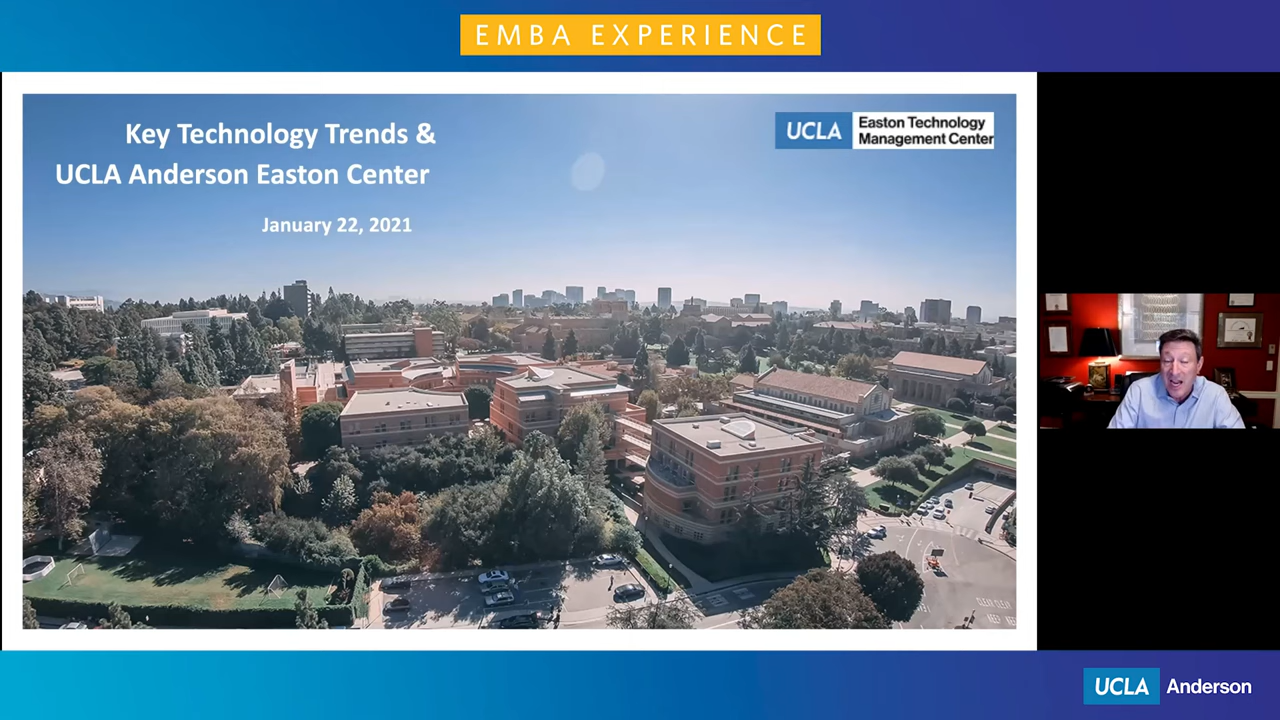 EMBA EXPERIENCE
Key Technology Trends &
UCLA Anderson Easton Center
January 22, 2021
UCLA
Easton Technology
Management Center
UCLA Anderson